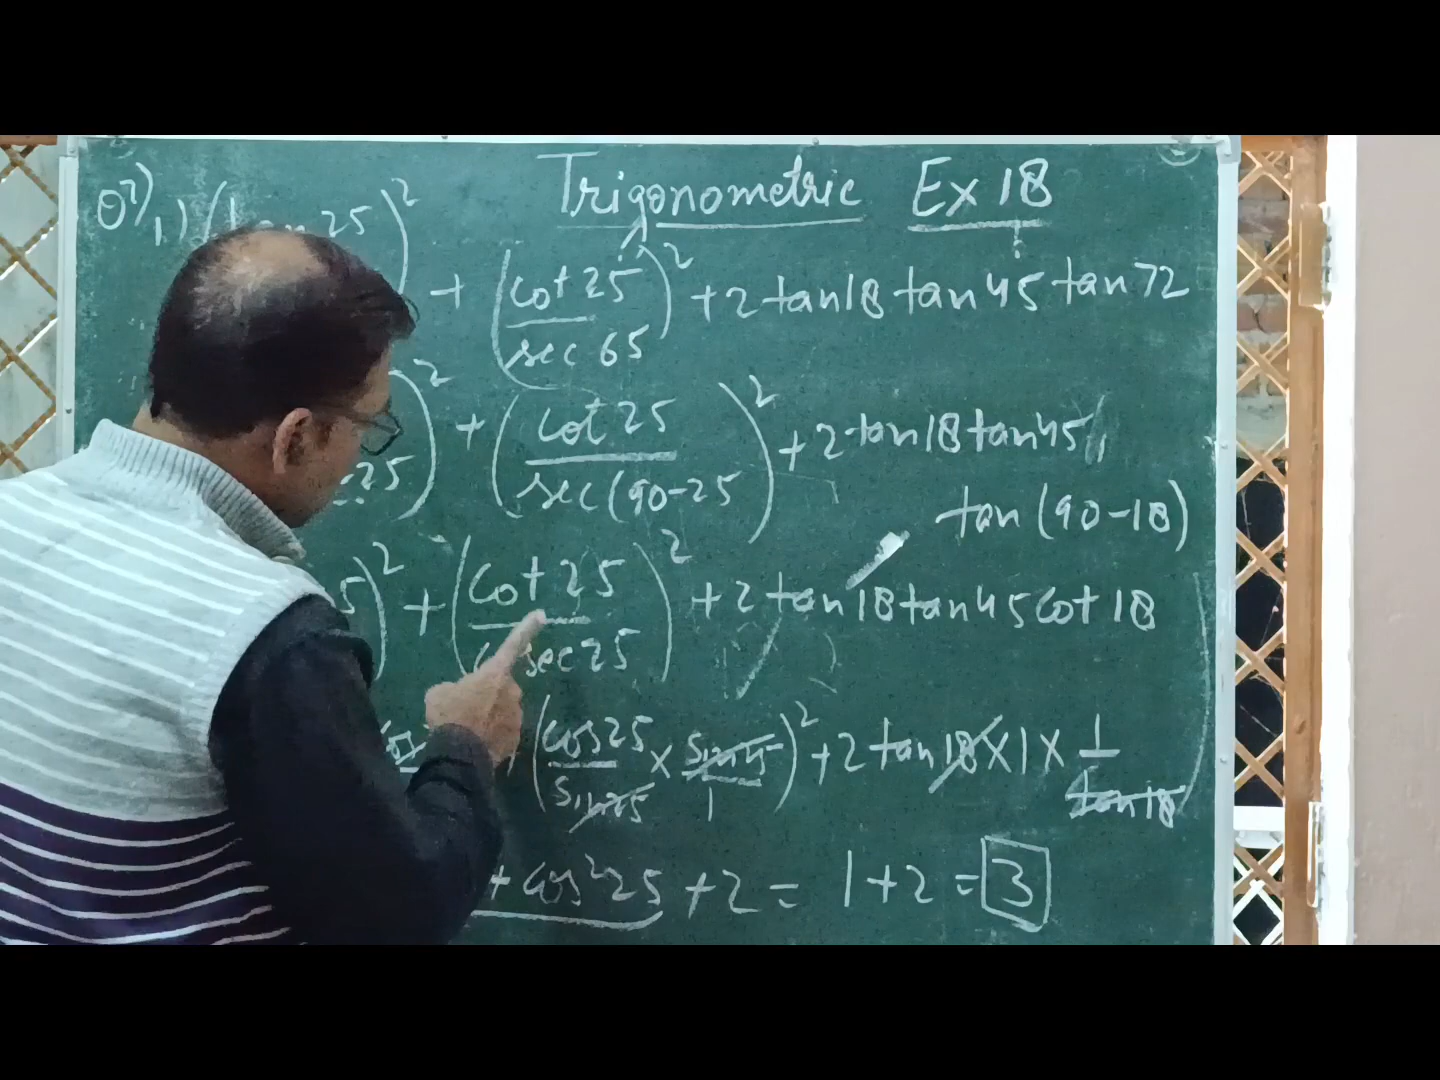 Trigonometric Ex 18
Q7) 1) ( 25)²
+ (cot 25 / sec 65)² + 2 tan 18 tan 45 tan 72
)² + (cot 25 / sec (90-25)² + 2 tan 18 tan 45
25
tan (90-18)
5)² + (cot 25 / sec 25)² + 2 tan 18 tan 45 cot 18
(cos 25 / sin 25 × / 1)² + 2 tan 18 × 1 × 1 / tan 18
+ cos² 25 + 2 = 1 + 2 = 3